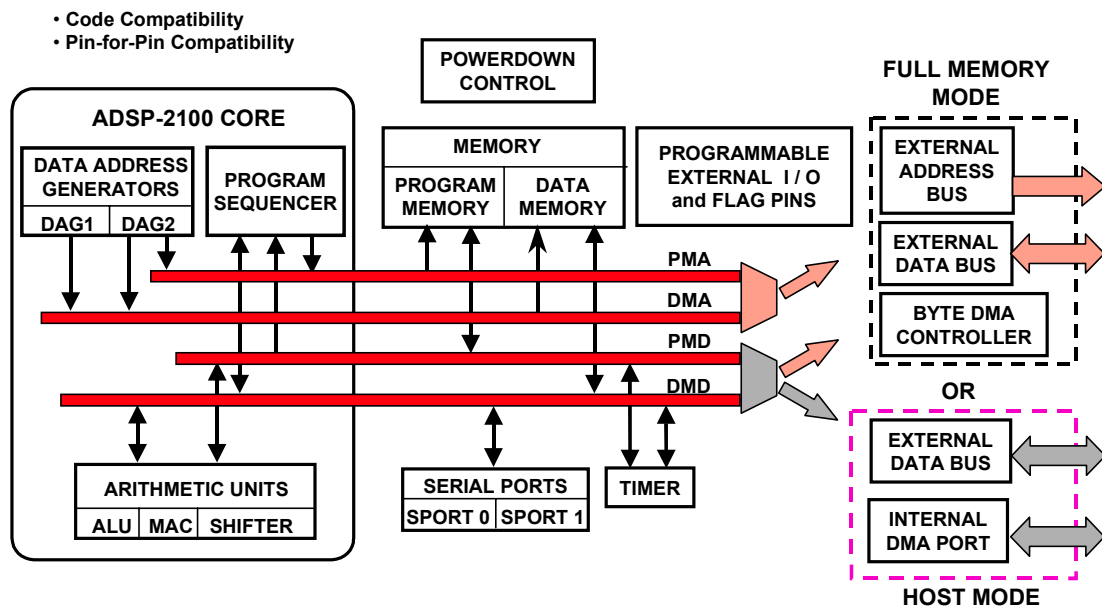 • Code Compatibility
• Pin-for-Pin Compatibility
POWERDOWN
CONTROL
FULL MEMORY
MODE
ADSP-2100 CORE
DATA ADDRESS
GENERATORS
DAG1
DAG2
PROGRAM
SEQUENCER
MEMORY
PROGRAM
MEMORY
DATA
MEMORY
PROGRAMMABLE
EXTERNAL I / O
and FLAG PINS
EXTERNAL
ADDRESS
BUS
EXTERNAL
DATA BUS
BYTE DMA
CONTROLLER
PMA
DMA
PMD
DMD
OR
ARITHMETIC UNITS
ALU
MAC
SHIFTER
SERIAL PORTS
SPORT 0
SPORT 1
TIMER
EXTERNAL
DATA BUS
INTERNAL
DMA PORT
HOST MODE